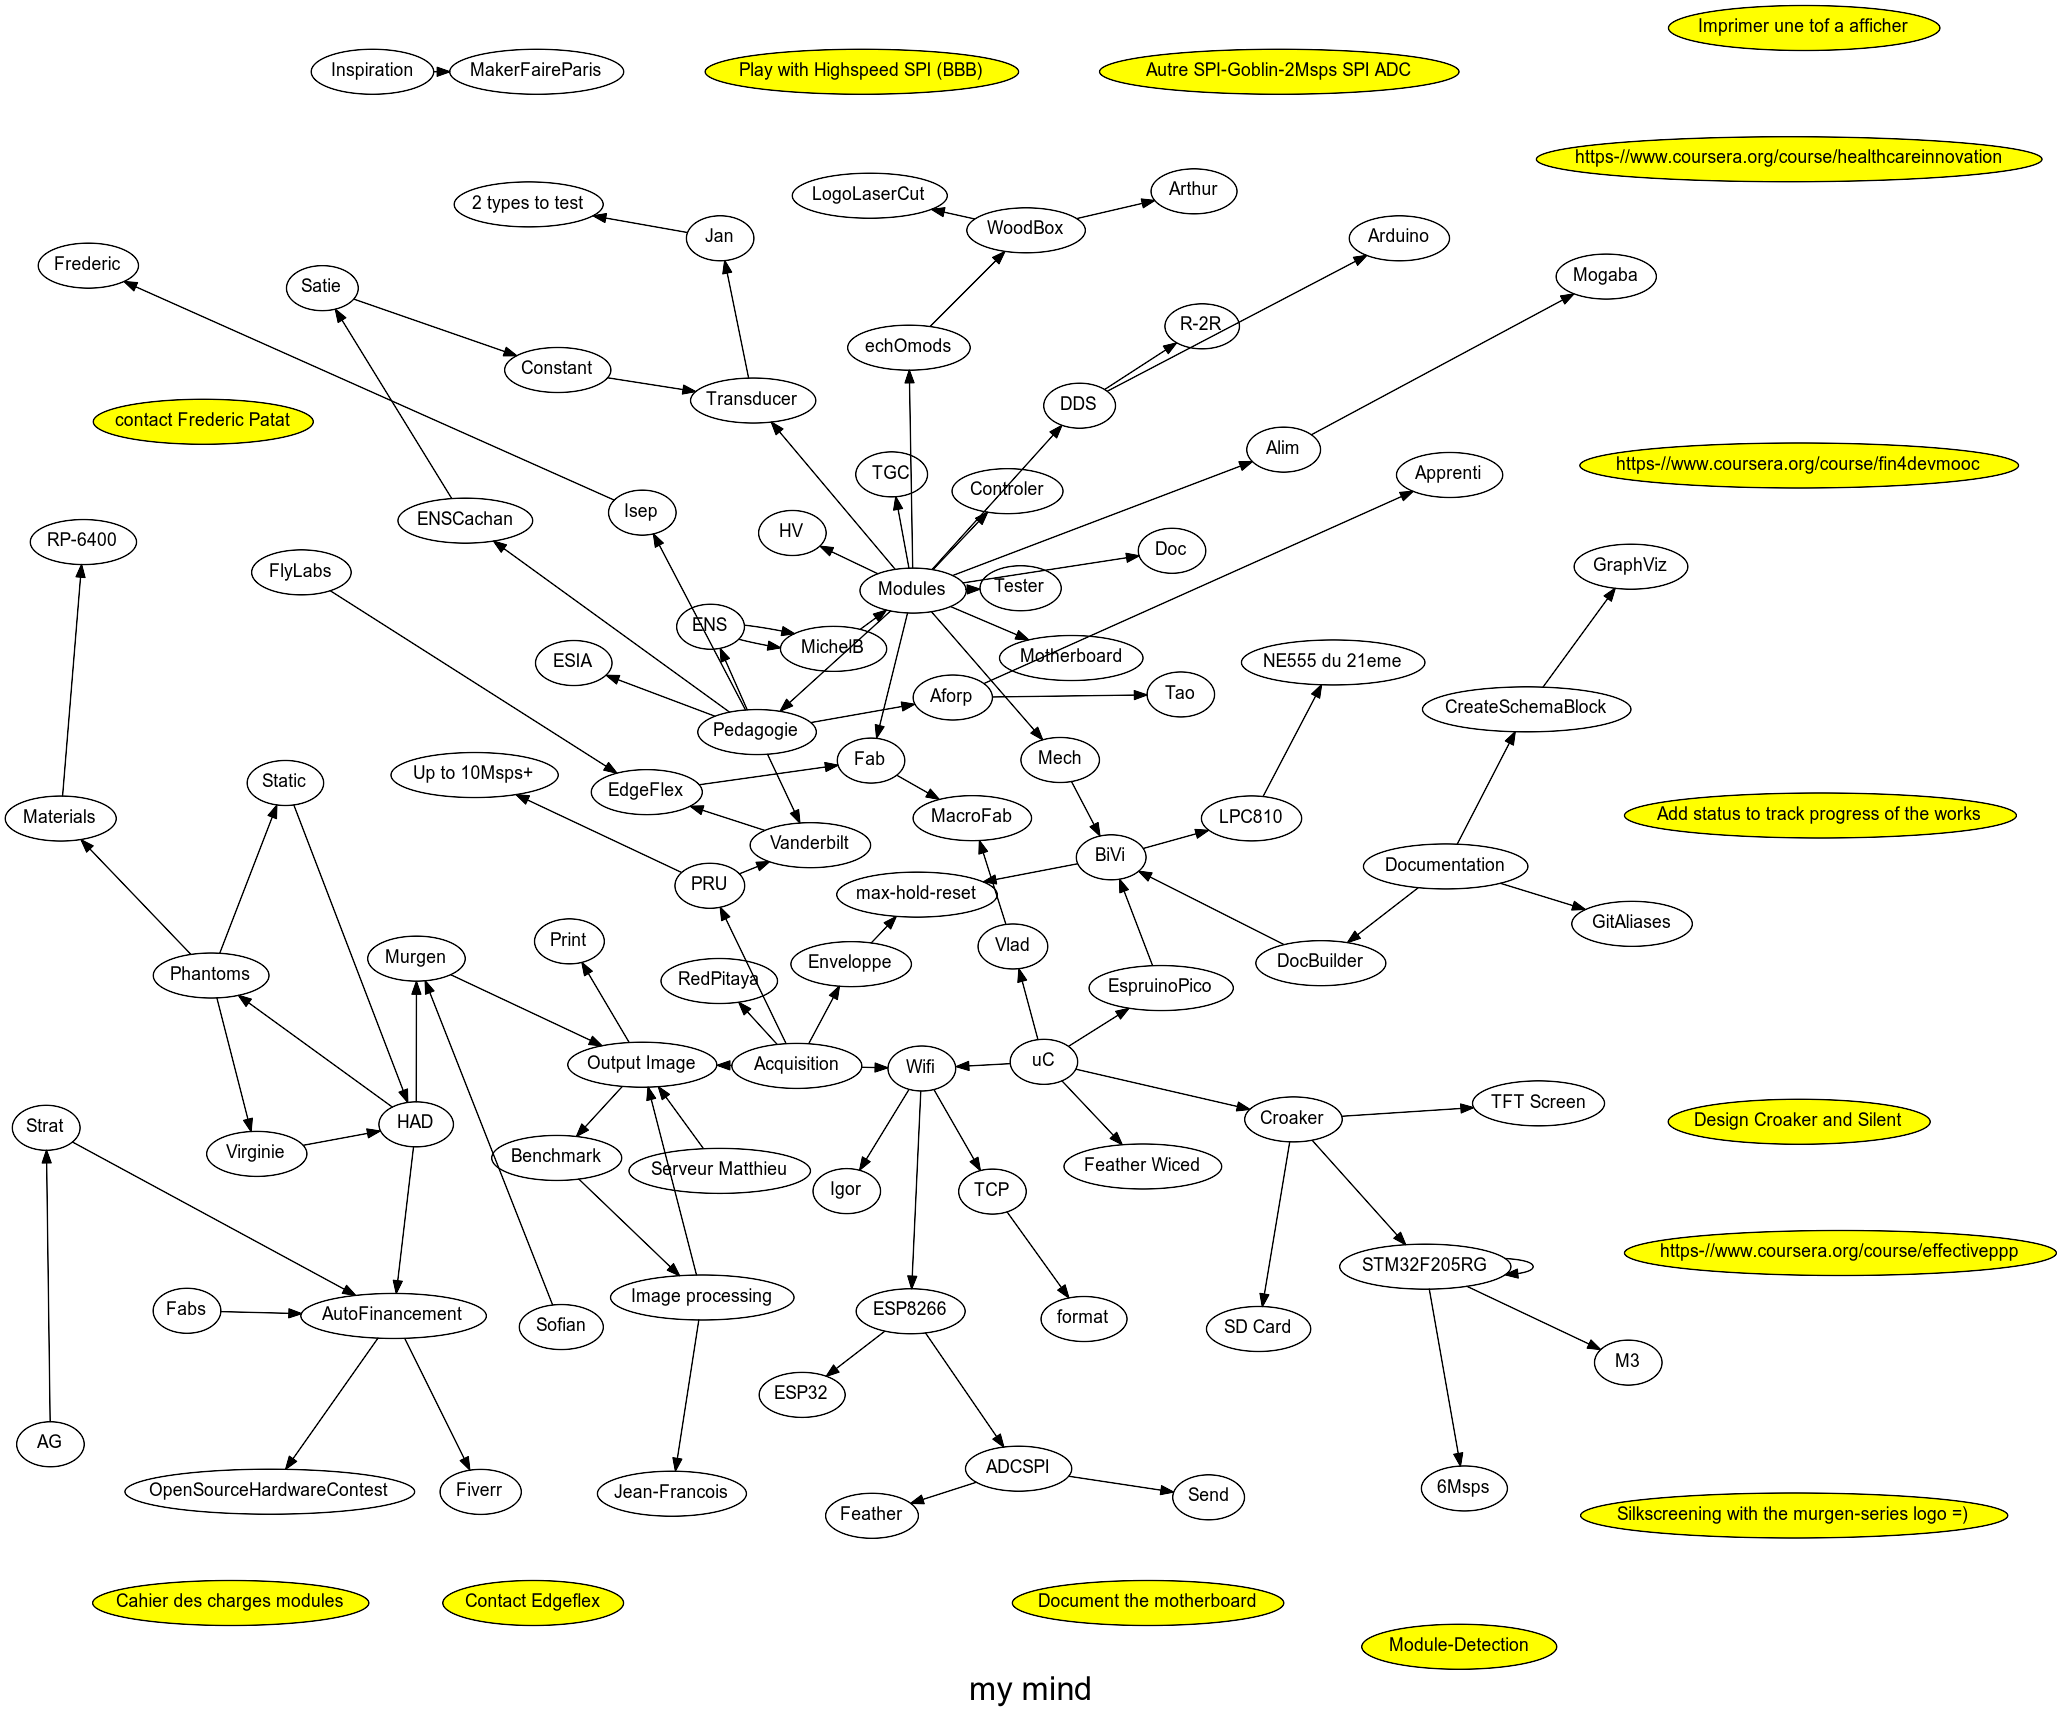 Imprimer une tof a afficher
Inspiration
MakerFaireParis
Play with Highspeed SPI (BBB)
Autre SPI-Goblin-2Msps SPI ADC
https-//www.coursera.org/course/healthcareinnovation
2 types to test
LogoLaserCut
Arthur
Jan
WoodBox
Arduino
Frederic
Satie
Mogaba
R-2R
echOmods
Constant
Transducer
DDS
contact Frederic Patat
Alim
TGC
Apprenti
https-//www.coursera.org/course/fin4devmooc
Controler
Isep
ENSCachan
HV
RP-6400
Doc
FlyLabs
Modules
Tester
GraphViz
ENS
MichelB
ESIA
Motherboard
NE555 du 21eme
Aforp
Tao
CreateSchemaBlock
Pedagogie
Fab
Mech
Up to 10Msps+
Static
EdgeFlex
Materials
MacroFab
LPC810
Add status to track progress of the works
Vanderbilt
BiVi
Documentation
PRU
max-hold-reset
GitAliases
Print
Vlad
Murgen
Enveloppe
DocBuilder
Phantoms
RedPitaya
EspruinoPico
Output Image
Acquisition
Wifi
uC
TFT Screen
Strat
HAD
Croaker
Design Croaker and Silent
Virginie
Benchmark
Serveur Matthieu
Feather Wiced
Igor
TCP
https-//www.coursera.org/course/effectiveppp
STM32F205RG
Image processing
Fabs
AutoFinancement
ESP8266
format
Sofian
SD Card
M3
ESP32
AG
ADCSPI
6Msps
OpenSourceHardwareContest
Fiverr
Jean-Francois
Send
Feather
Silkscreening with the murgen-series logo =)
Cahier des charges modules
Contact Edgeflex
Document the motherboard
Module-Detection
my mind